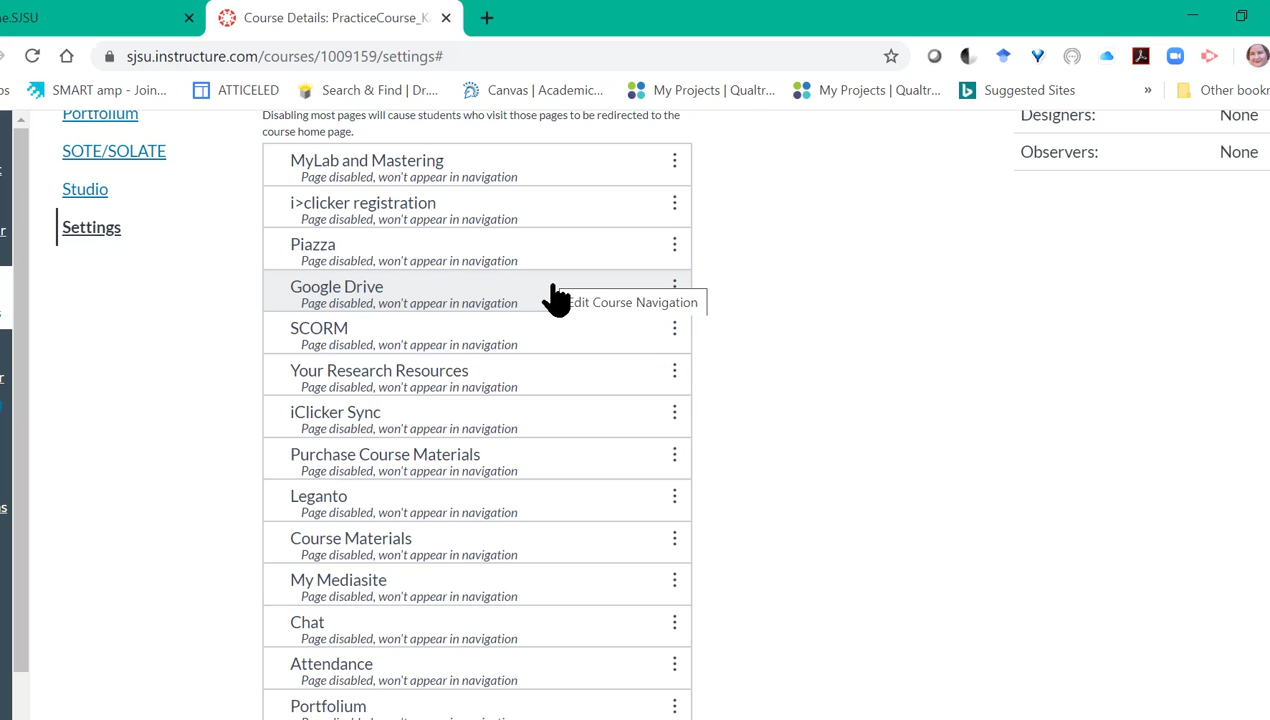 ne.SJSU
Course Details: PracticeCourse_K
sjsu.instructure.com/courses/1009159/settings#
ps
SMART amp - Join...
ATTICELED
Search & Find | Dr....
Canvas | Academic...
My Projects | Qualtr...
My Projects | Qualtr...
Suggested Sites
»
Other bookr
Portfolium
SOTE/SOLATE
Studio
Settings
Disabling most pages will cause students who visit those pages to be redirected to the
course home page.
MyLab and Mastering
Page disabled, won't appear in navigation
i>clicker registration
Page disabled, won't appear in navigation
Piazza
Page disabled, won't appear in navigation
Google Drive
Page disabled, won't appear in navigation
Edit Course Navigation
SCORM
Page disabled, won't appear in navigation
Your Research Resources
Page disabled, won't appear in navigation
iClicker Sync
Page disabled, won't appear in navigation
Purchase Course Materials
Page disabled, won't appear in navigation
Leganto
Page disabled, won't appear in navigation
Course Materials
Page disabled, won't appear in navigation
My Mediasite
Page disabled, won't appear in navigation
Chat
Page disabled, won't appear in navigation
Attendance
Page disabled, won't appear in navigation
Portfolium
Designers: None
Observers: None